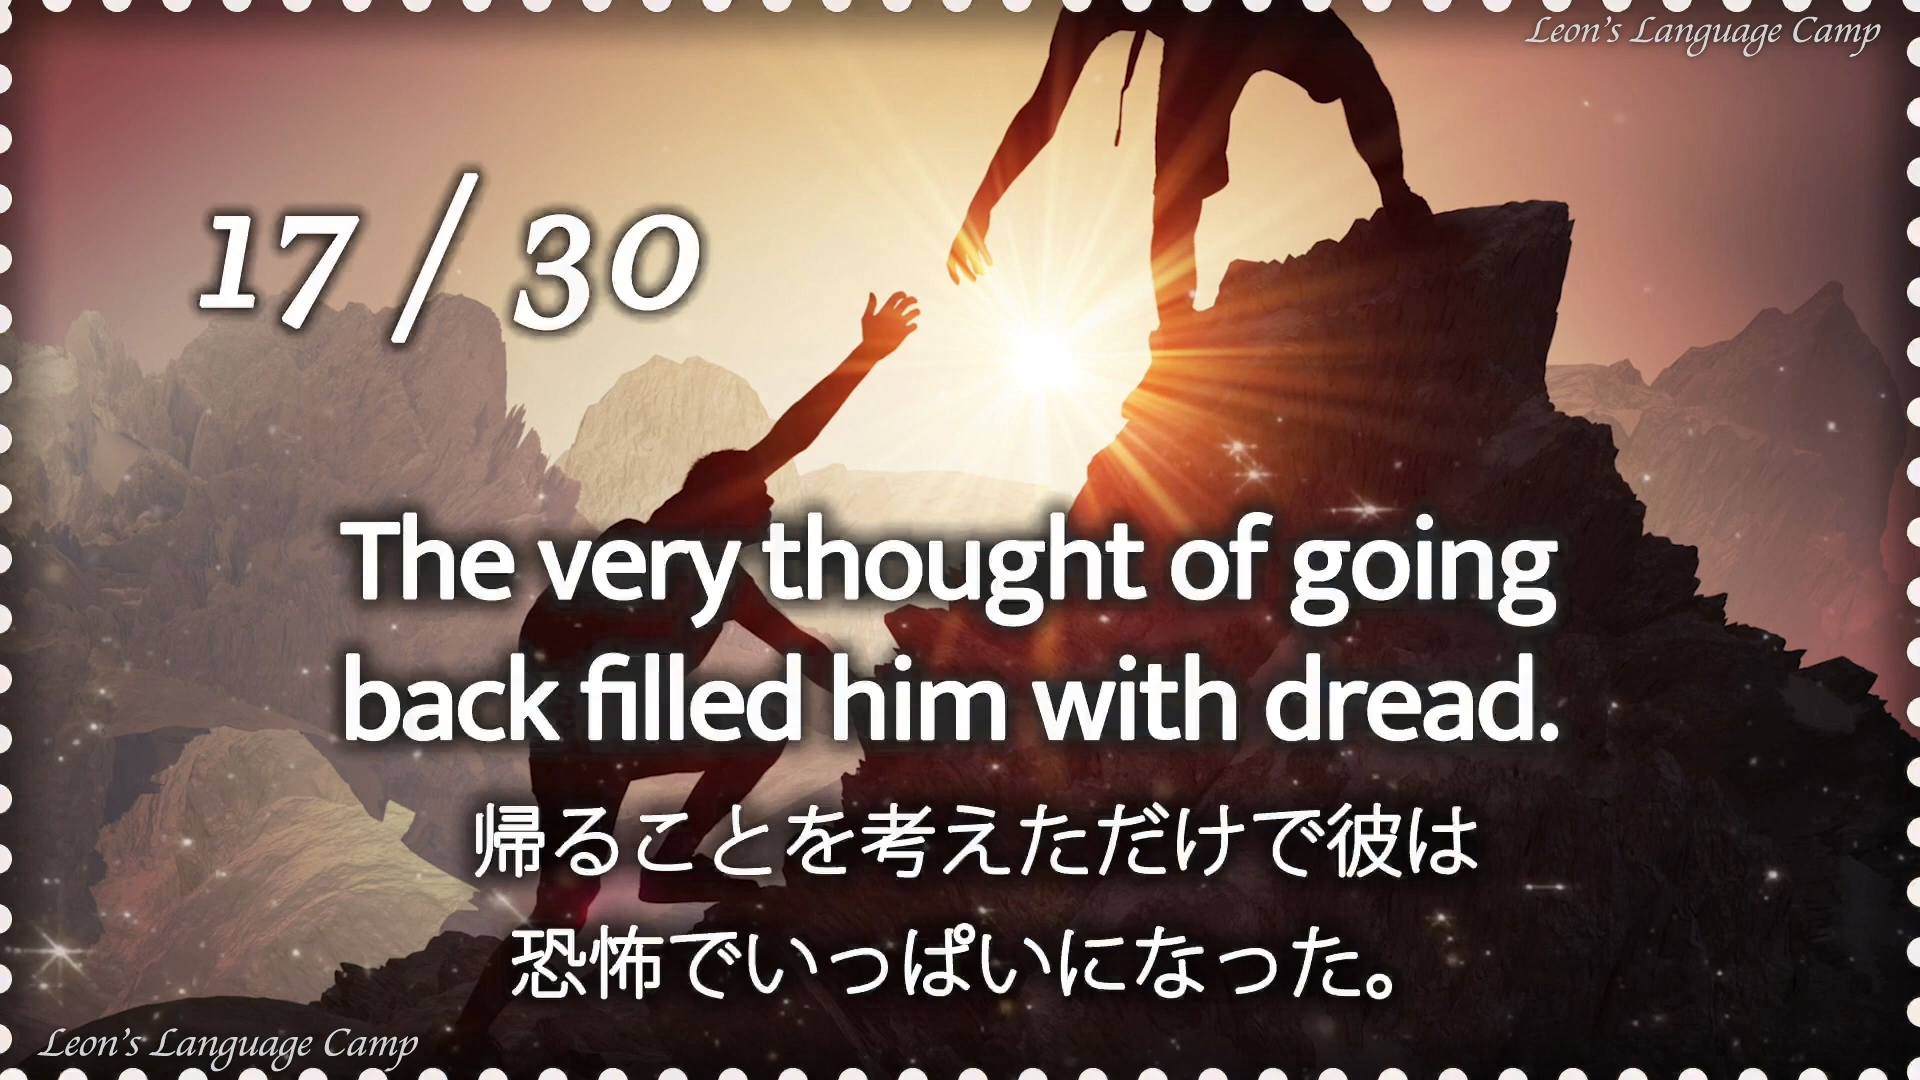 Leon's Language Camp
17 / 30
The very thought of going
back filled him with dread.
帰ることを考えただけで彼は
恐怖でいっぱいになった。
Leon's Language Camp